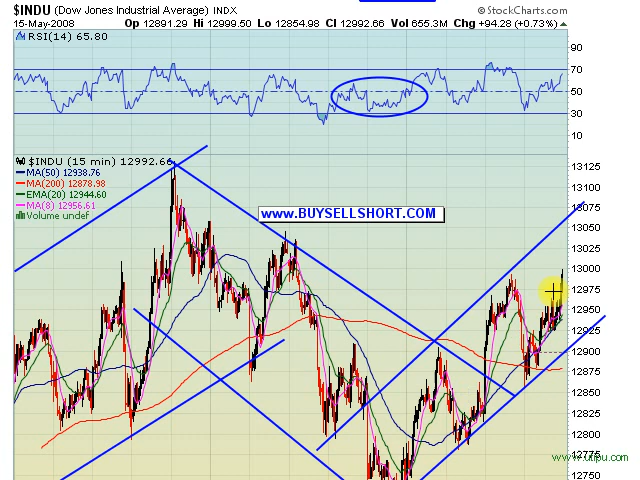 $INDU (Dow Jones Industrial Average) INDX
© StockCharts.com
15-May-2008
Op 12891.29 Hi 12999.50 Lo 12854.98 Last 12992.66 Vol 655.3M Chg +94.28 (+0.73%)
RSI(14) 65.80
90
70
50
30
10
$INDU (15 min) 12992.66
MA(50) 12938.76
MA(200) 12878.98
EMA(20) 12944.60
MA(8) 12956.61
Volume undef
www.BUYSELLSHORT.COM
13125
13100
13075
13050
13025
13000
12975
12950
12925
12900
12875
12850
12825
12800
12775
12750
www.utipu.com